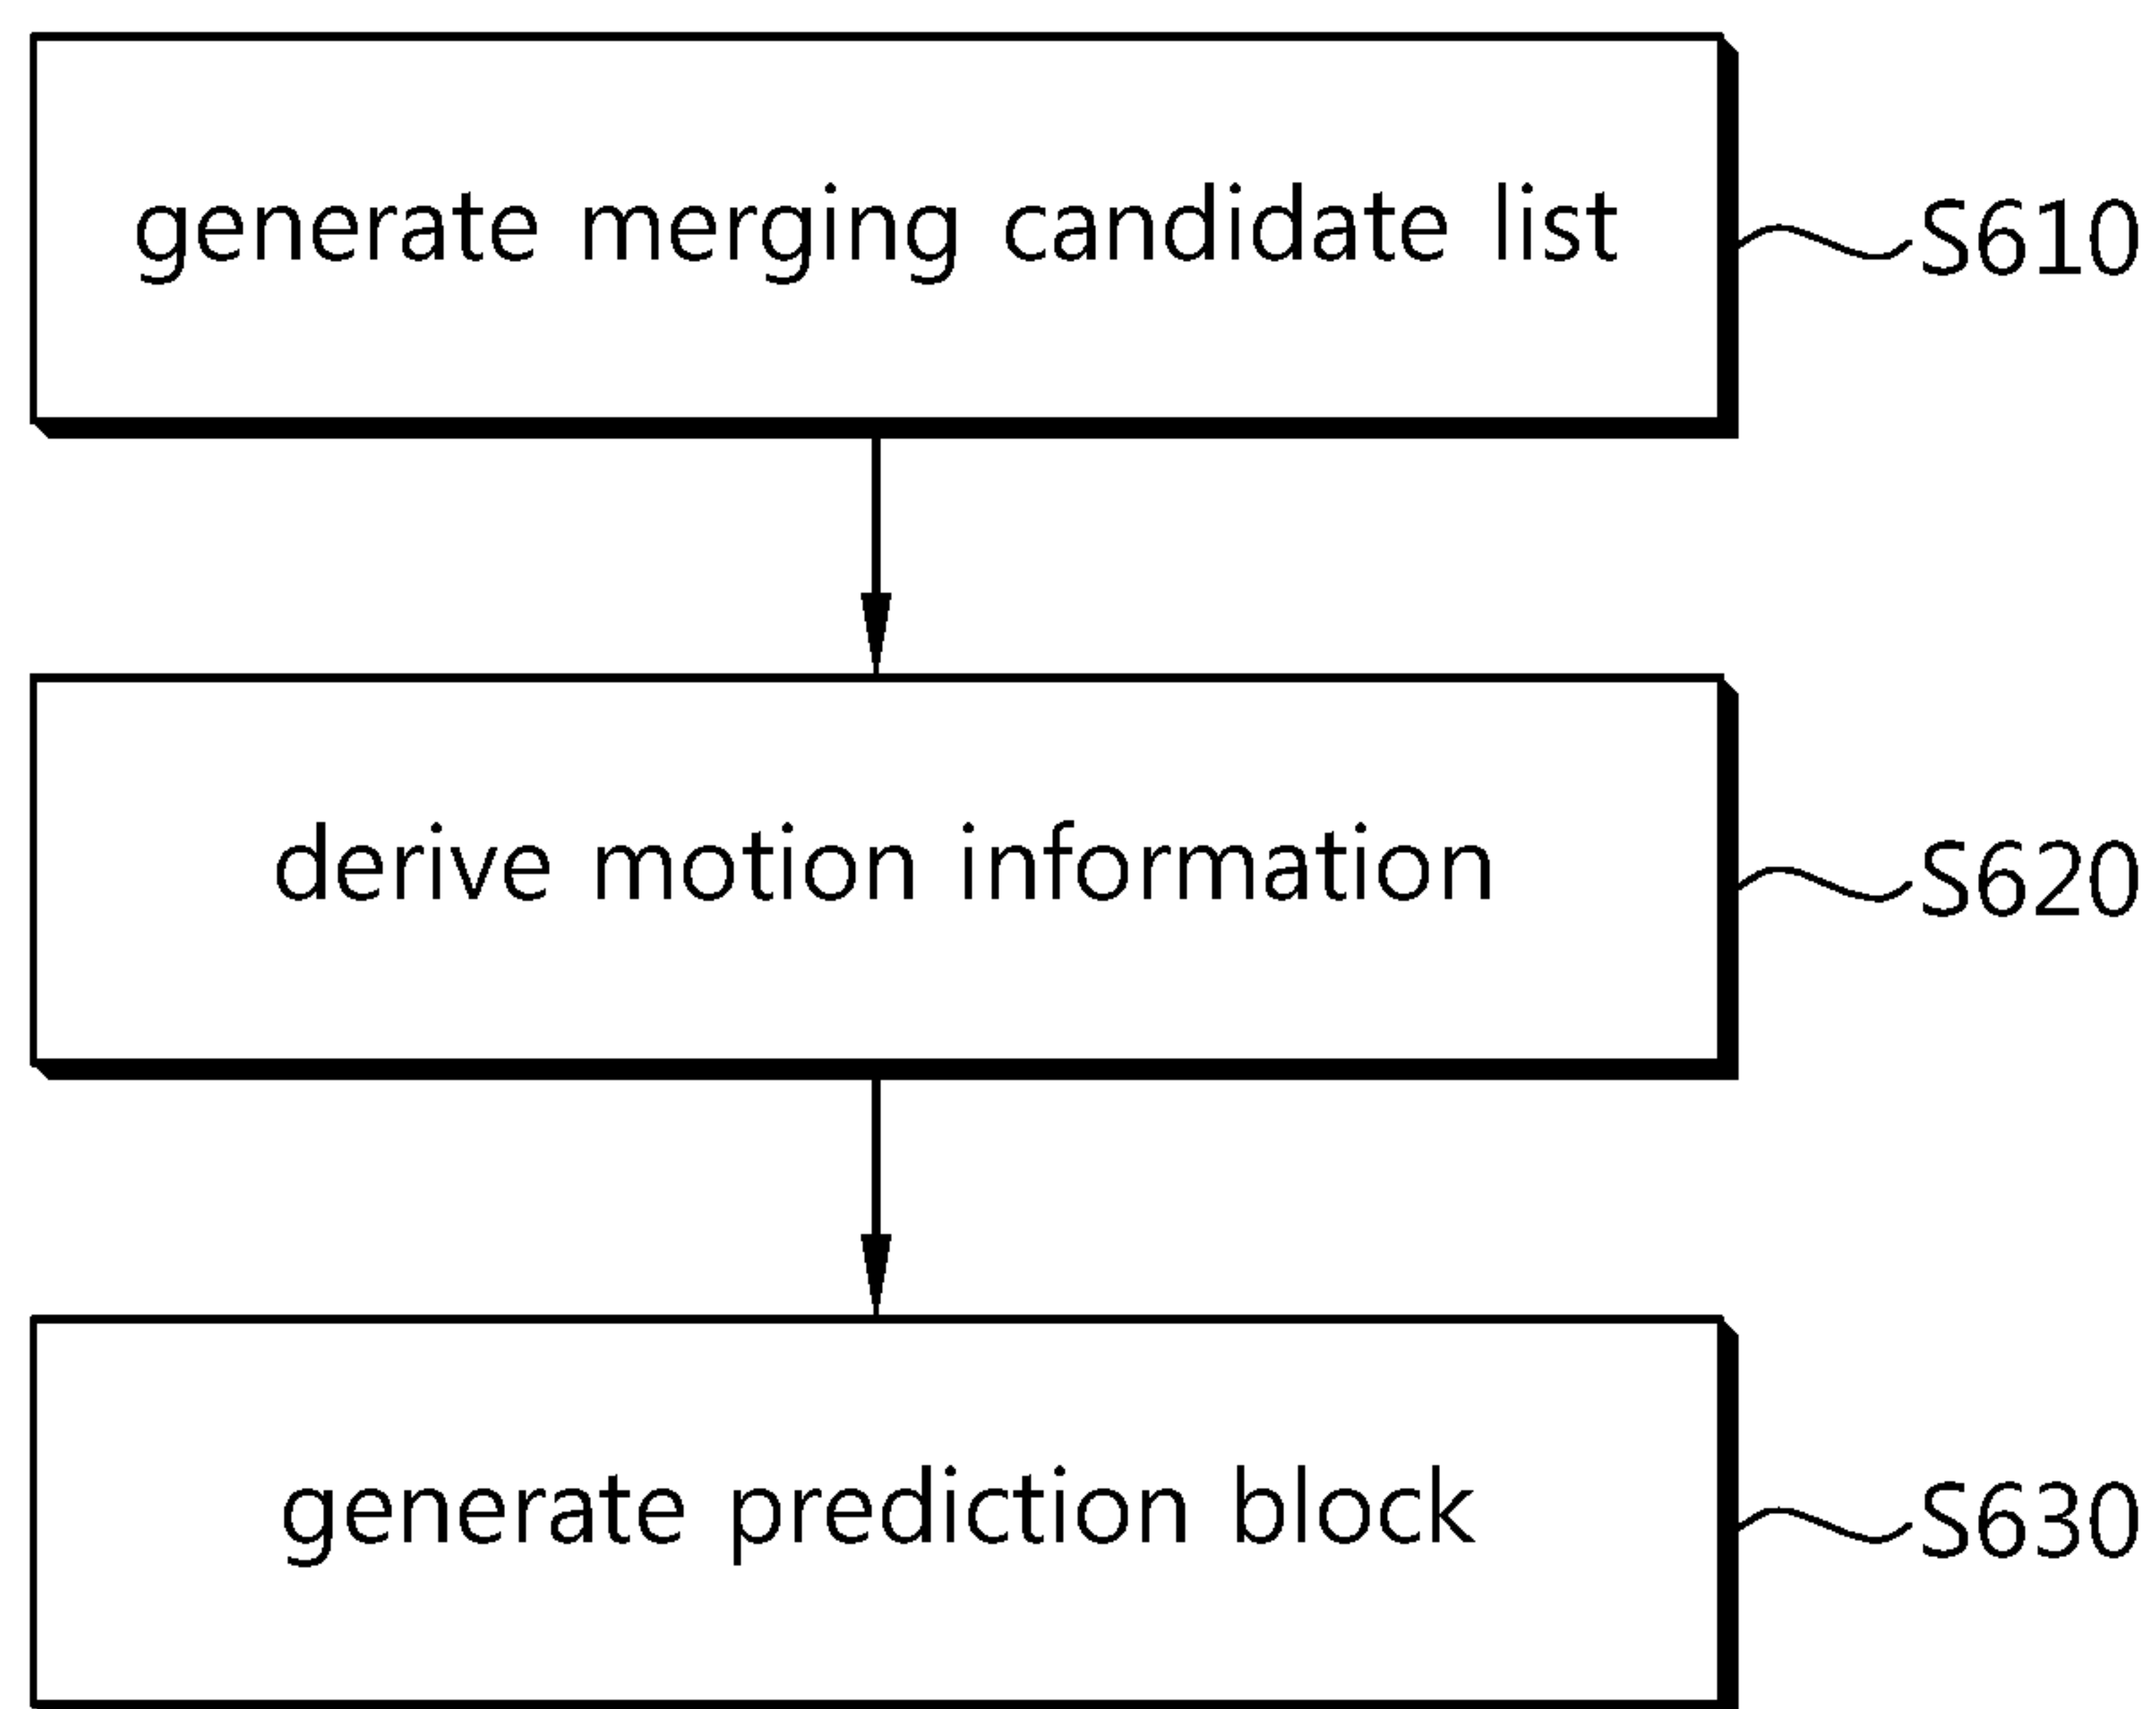 generate merging candidate list
S610
derive motion information
S620
generate prediction block
S630